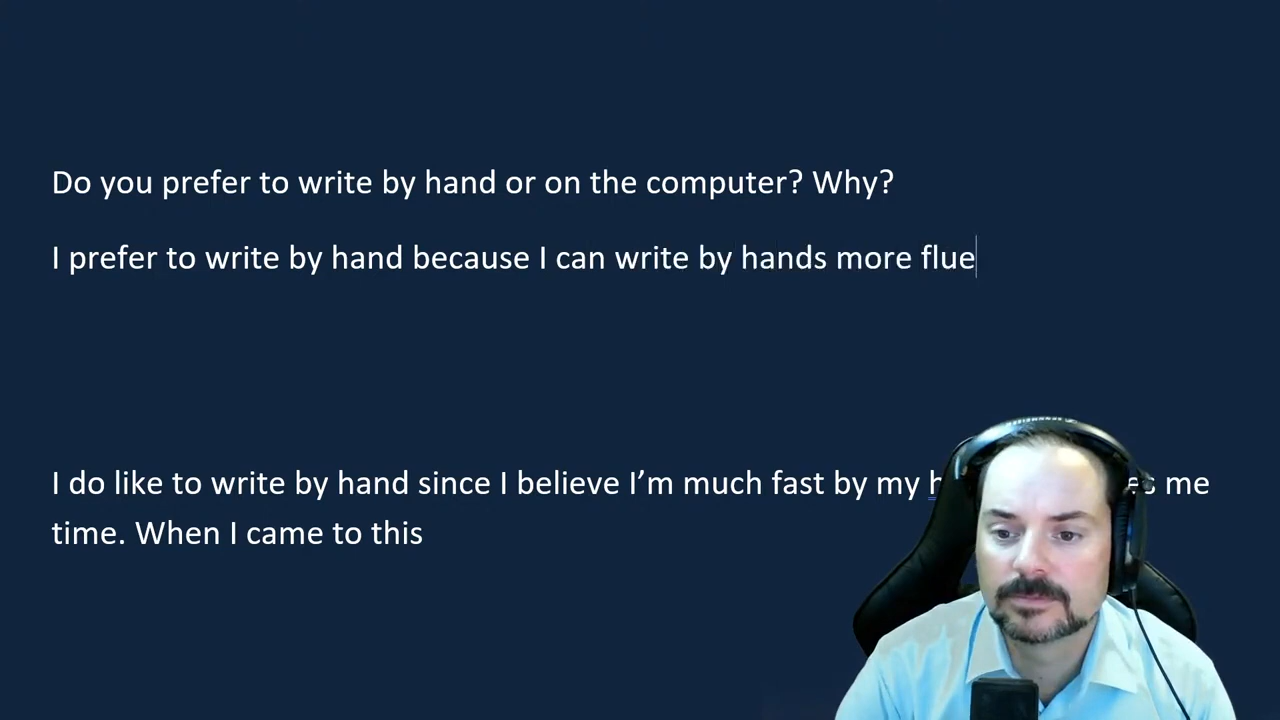 Do you prefer to write by hand or on the computer? Why?
I prefer to write by hand because I can write by hands more flue
I do like to write by hand since I believe I’m much fast by my me
time. When I came to this